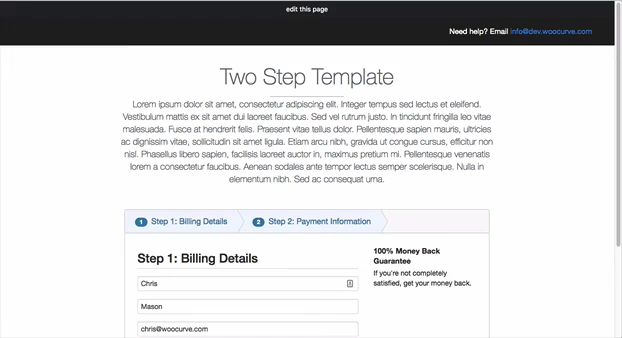 edit this page
Need help? Email info@dev.woocurve.com
Two Step Template
Lorem ipsum dolor sit amet, consectetur adipiscing elit. Integer tempus sed lectus et eleifend.
Vestibulum mattis ex sit amet dui laoreet faucibus. Sed vel rutrum justo. In tincidunt fringilla leo vitae
malesuada. Fusce at hendrerit felis. Praesent vitae tellus dolor. Pellentesque sapien mauris, ultricies
ac dignissim vitae, sollicitudin sit amet ligula. Etiam arcu nibh, gravida ut congue cursus, efficitur non
nisl. Phasellus libero sapien, facilisis laoreet auctor in, maximus pretium mi. Pellentesque venenatis
lorem a consectetur faucibus. Aenean sodales ante tempor lectus semper scelerisque. Nulla in
elementum nibh. Sed ac consequat urna.
1 Step 1: Billing Details 2 Step 2: Payment Information
Step 1: Billing Details
100% Money Back
Guarantee
If you're not completely
satisfied, get your money back.
Chris
Mason
chris@woocurve.com